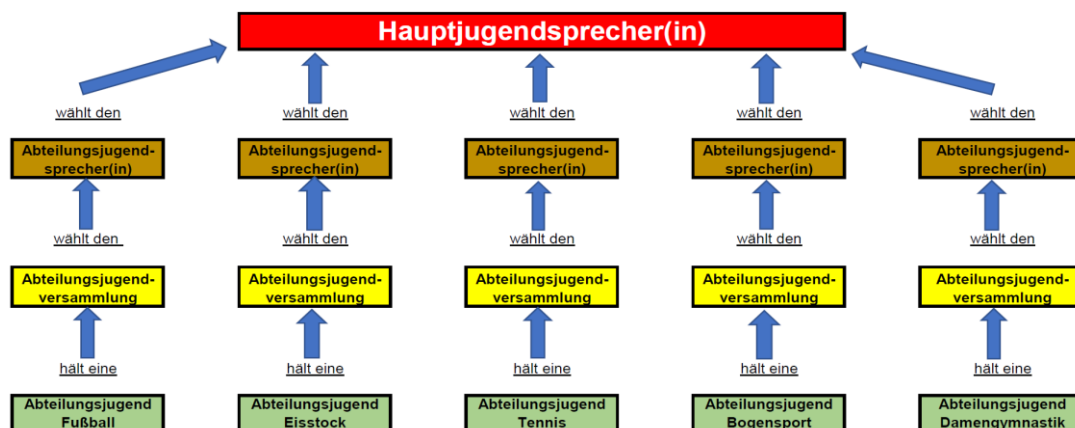 Hauptjugendsprecher(in)
wählt den wählt den wählt den wählt den wählt den
Abteilungsjugend- Abteilungsjugend- Abteilungsjugend- Abteilungsjugend- Abteilungsjugend-
sprecher(in) sprecher(in) sprecher(in) sprecher(in) sprecher(in)
wählt den wählt den wählt den wählt den wählt den
Abteilungsjugend- Abteilungsjugend- Abteilungsjugend- Abteilungsjugend- Abteilungsjugend-
versammlung versammlung versammlung versammlung versammlung
hält eine hält eine hält eine hält eine hält eine
Abteilungsjugend Abteilungsjugend Abteilungsjugend Abteilungsjugend Abteilungsjugend
Fußball Eisstock Tennis Bogensport Damengymnastik